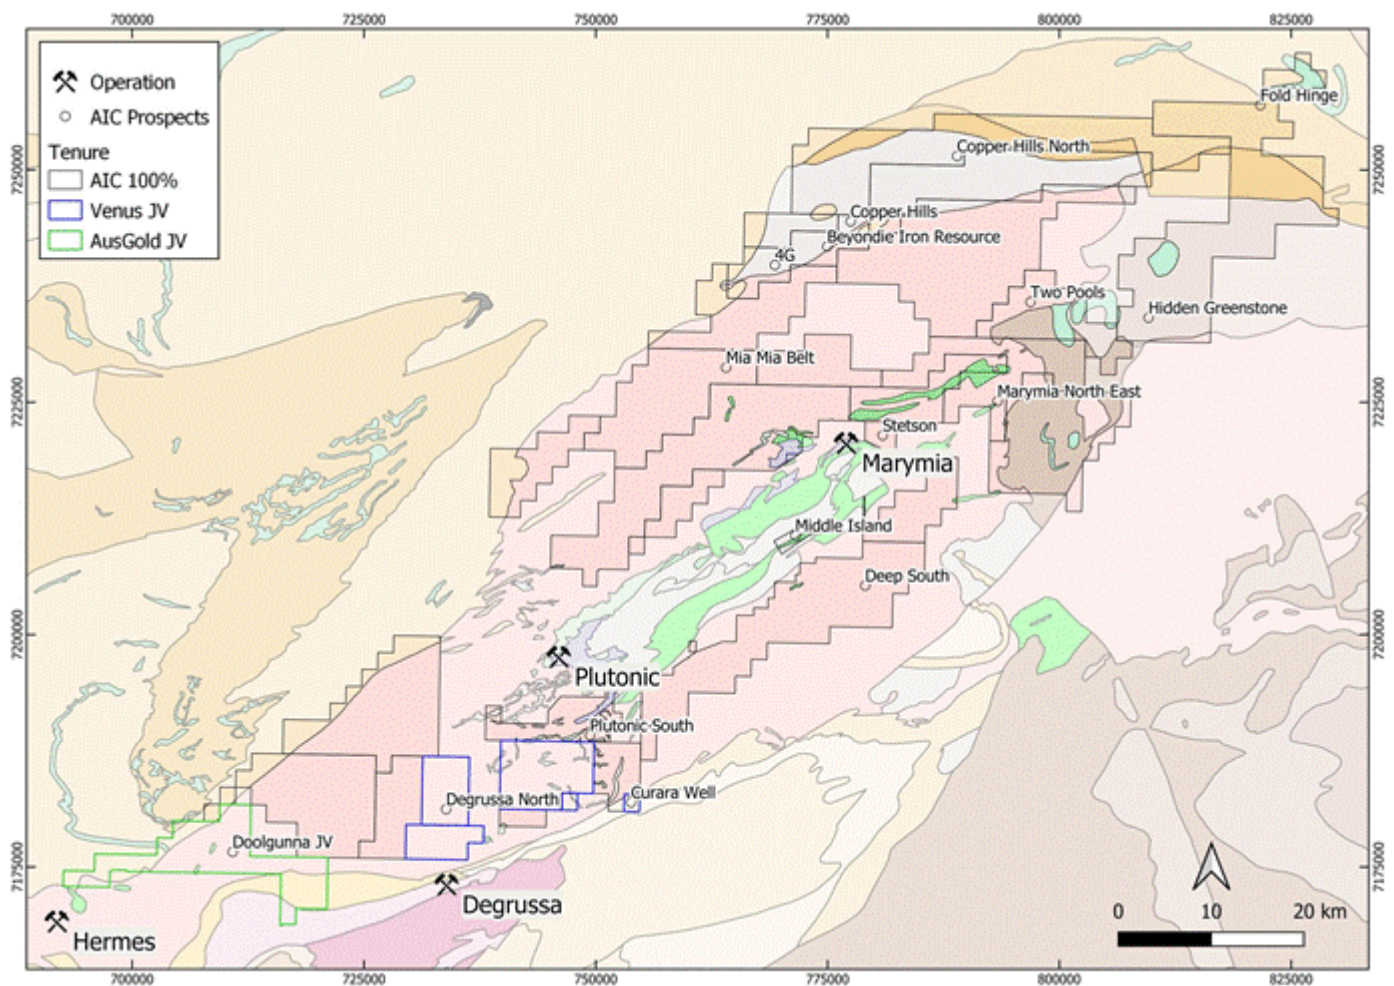 700000
725000
750000
775000
800000
825000
Operation
AIC Prospects
Tenure
AIC 100%
Venus JV
AusGold JV
7250000
7225000
7200000
7175000
7250000
7225000
7200000
7175000
Fold Hinge
Copper Hills North
Copper Hills
Beyondie Iron Resource
4G
Two Pools
Hidden Greenstone
Mia Mia Belt
Marymia North East
Stetson
Marymia
Middle Island
Deep South
Plutonic
Plutonic South
Degrussa North
Curara Well
Doolgunna JV
Degrussa
Hermes
0
10
20 km
700000
725000
750000
775000
800000
825000